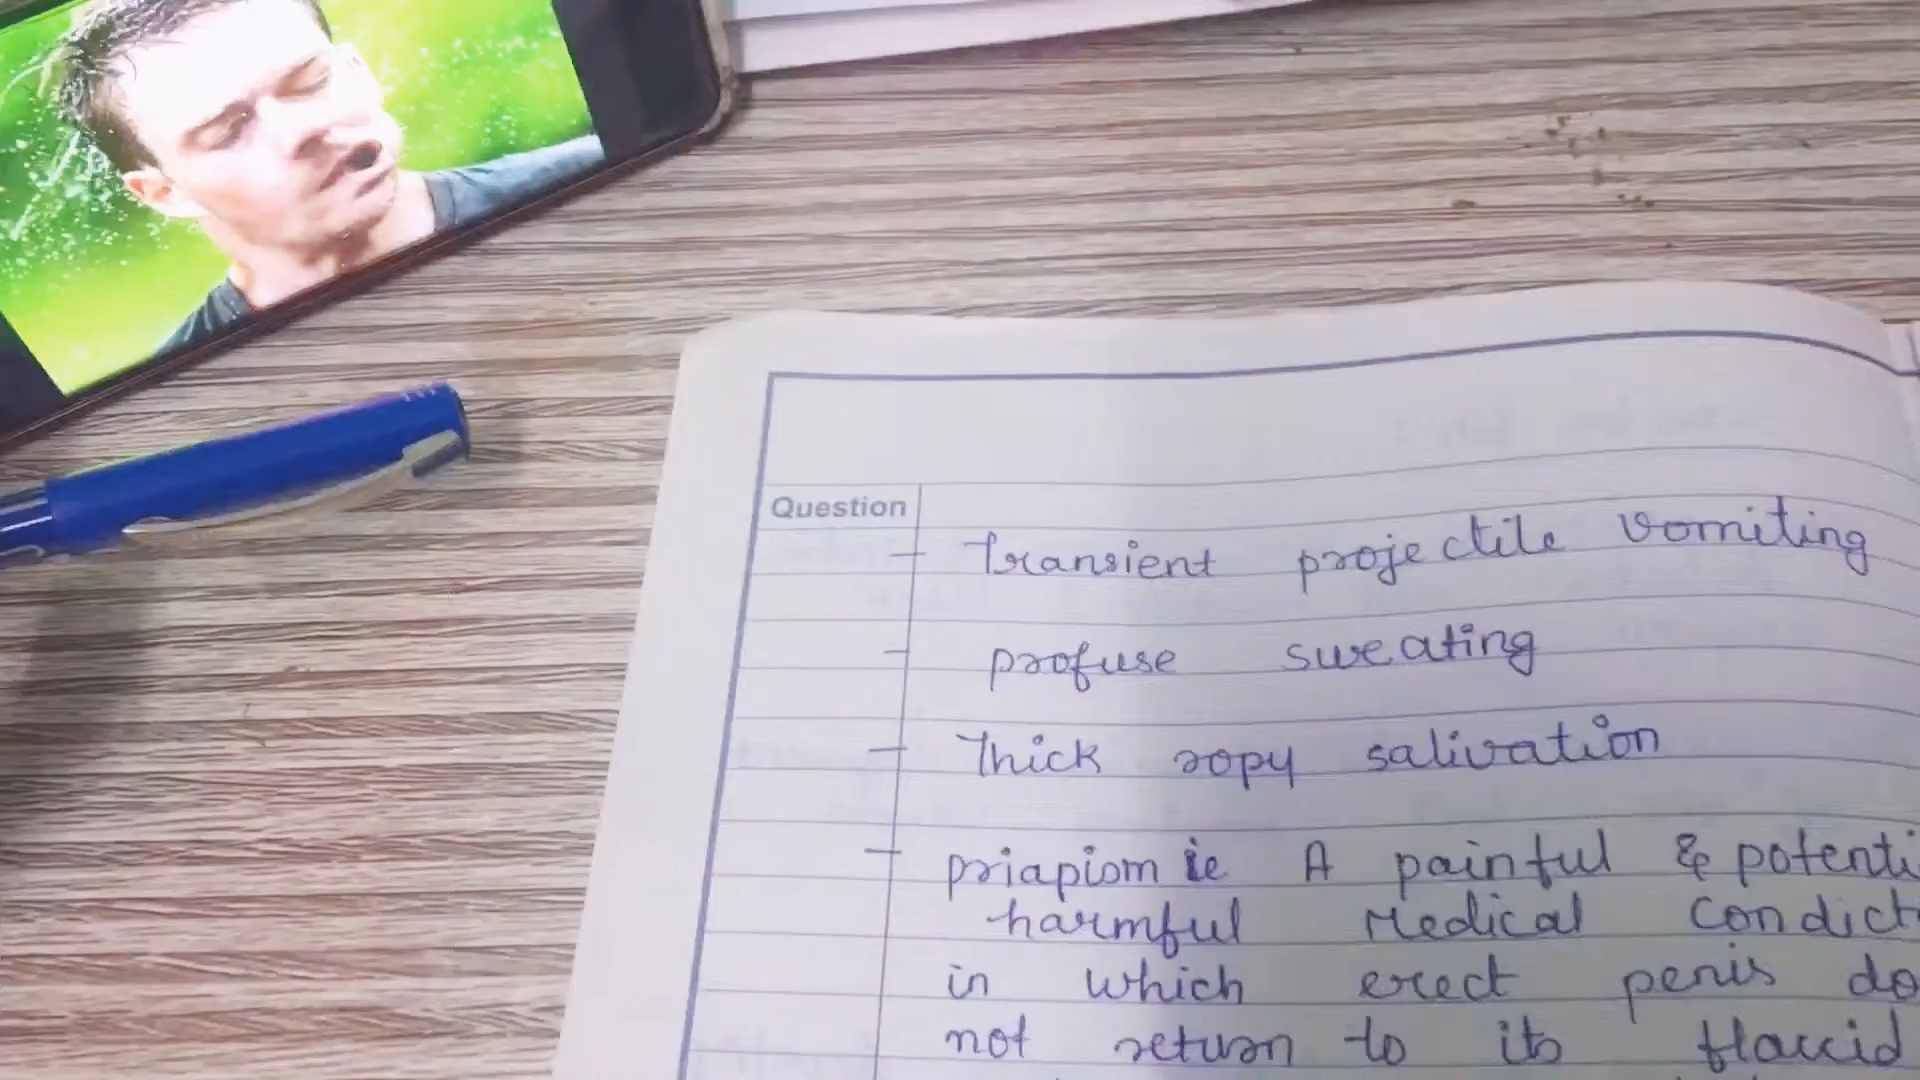 Question
- Transient projectile vomiting
- profuse sweating
- Thick ropy salivation
- priapism ie A painful & potenti
harmful Medical Condict
in which erect penis do
not return to its flaccid